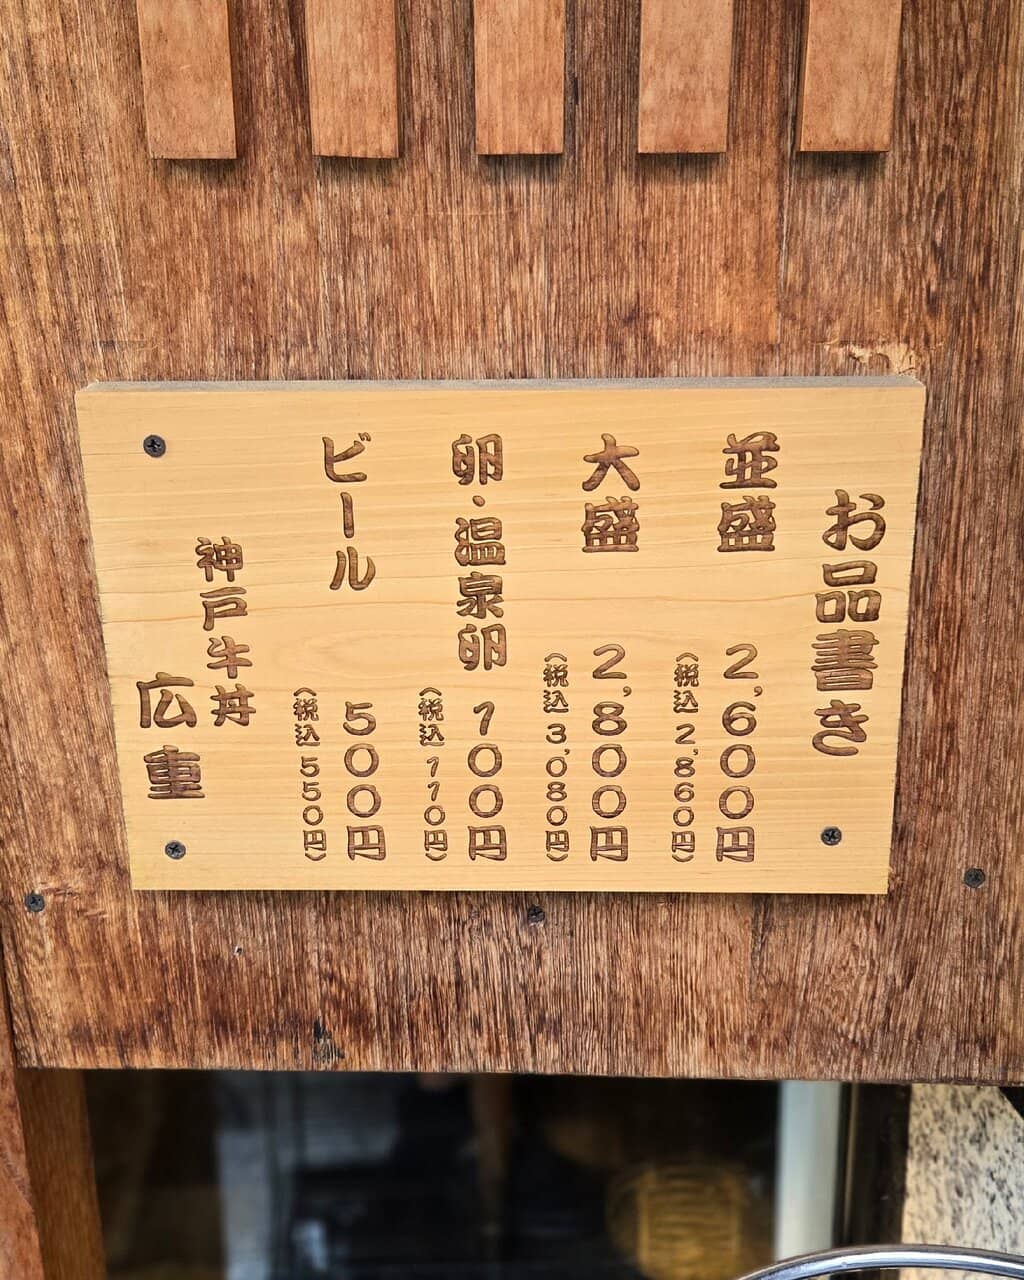 お品書き
並盛 2,600円
(税込 2,860円)
大盛 2,800円
(税込 3,080円)
卵・温泉卵 100円
(税込 110円)
ビール 500円
(税込 550円)
神戸牛丼
広重